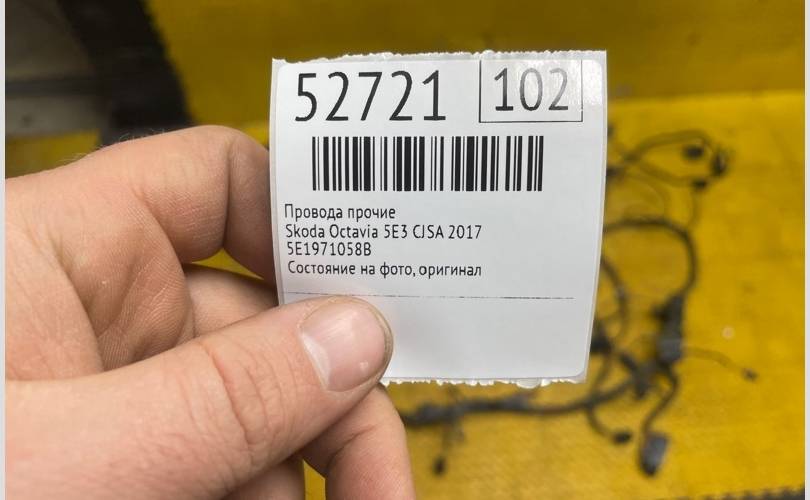 52721 102
Провода прочие
Skoda Octavia 5E3 CJSA 2017
5E1971058B
Состояние на фото, оригинал